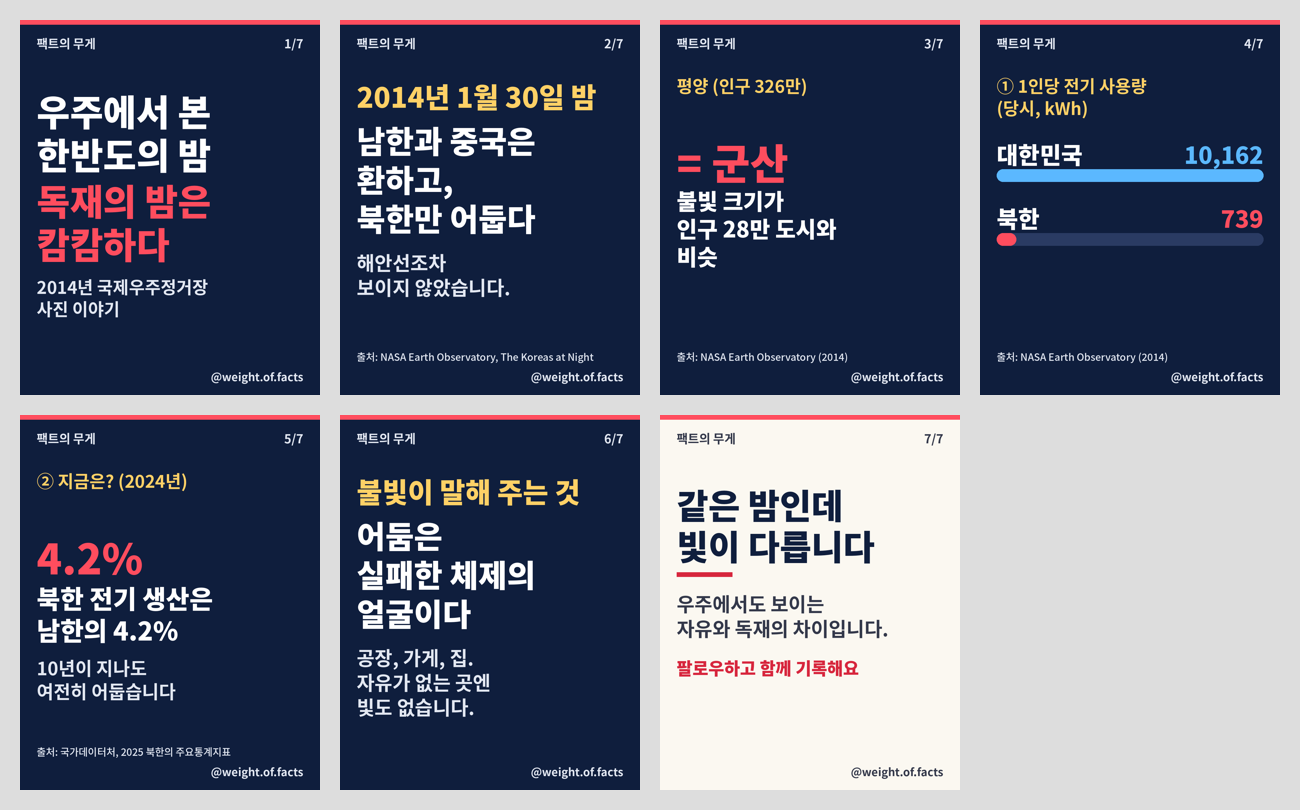 팩트의 무게
1/7
우주에서 본
한반도의 밤
독재의 밤은
캄캄하다
2014년 국제우주정거장
사진 이야기
@weight.of.facts
팩트의 무게
2/7
2014년 1월 30일 밤
남한과 중국은
환하고,
북한만 어둡다
해안선조차
보이지 않았습니다.
출처: NASA Earth Observatory, The Koreas at Night
@weight.of.facts
팩트의 무게
3/7
평양 (인구 326만)
= 군산
불빛 크기가
인구 28만 도시와
비슷
출처: NASA Earth Observatory (2014)
@weight.of.facts
팩트의 무게
4/7
① 1인당 전기 사용량
(당시, kWh)
대한민국 10,162
북한 739
출처: NASA Earth Observatory (2014)
@weight.of.facts
팩트의 무게
5/7
② 지금은? (2024년)
4.2%
북한 전기 생산은
남한의 4.2%
10년이 지나도
여전히 어둡습니다
출처: 국가데이터처, 2025 북한의 주요통계지표
@weight.of.facts
팩트의 무게
6/7
불빛이 말해 주는 것
어둠은
실패한 체제의
얼굴이다
공장, 가게, 집.
자유가 없는 곳엔
빛도 없습니다.
@weight.of.facts
팩트의 무게
7/7
같은 밤인데
빛이 다릅니다
우주에서도 보이는
자유와 독재의 차이입니다.
팔로우하고 함께 기록해요
@weight.of.facts